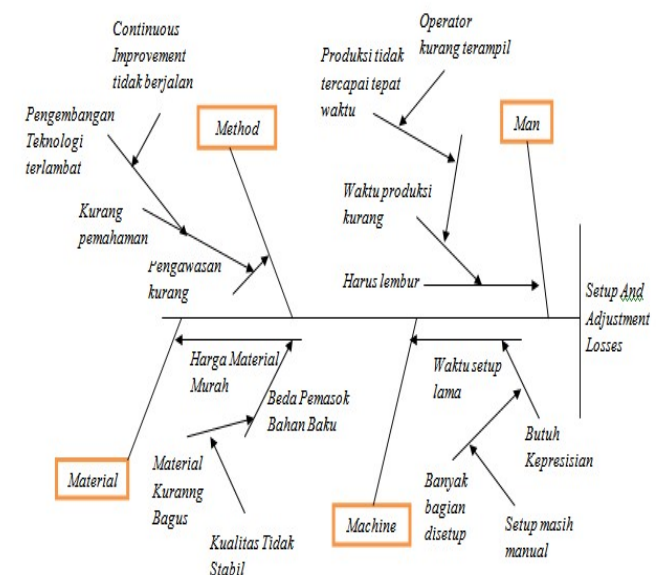 Continuous
Improvement
tidak berjalan
Operator
kurang terampil
Produksi tidak
tercapai tepat
waktu
Pengembangan
Teknologi
terlambat
Method
Man
Kurang
pemahaman
Waktu produksi
kurang
Pengawasan
kurang
Harus lembur
Setup And
Adjustment
Losses
Harga Material
Murah
Waktu setup
lama
Beda Pemasok
Bahan Baku
Butuh
Kepresisian
Material
Material
Kuranng
Bagus
Banyak
bagian
disetup
Machine
Setup masih
manual
Kualitas Tidak
Stabil